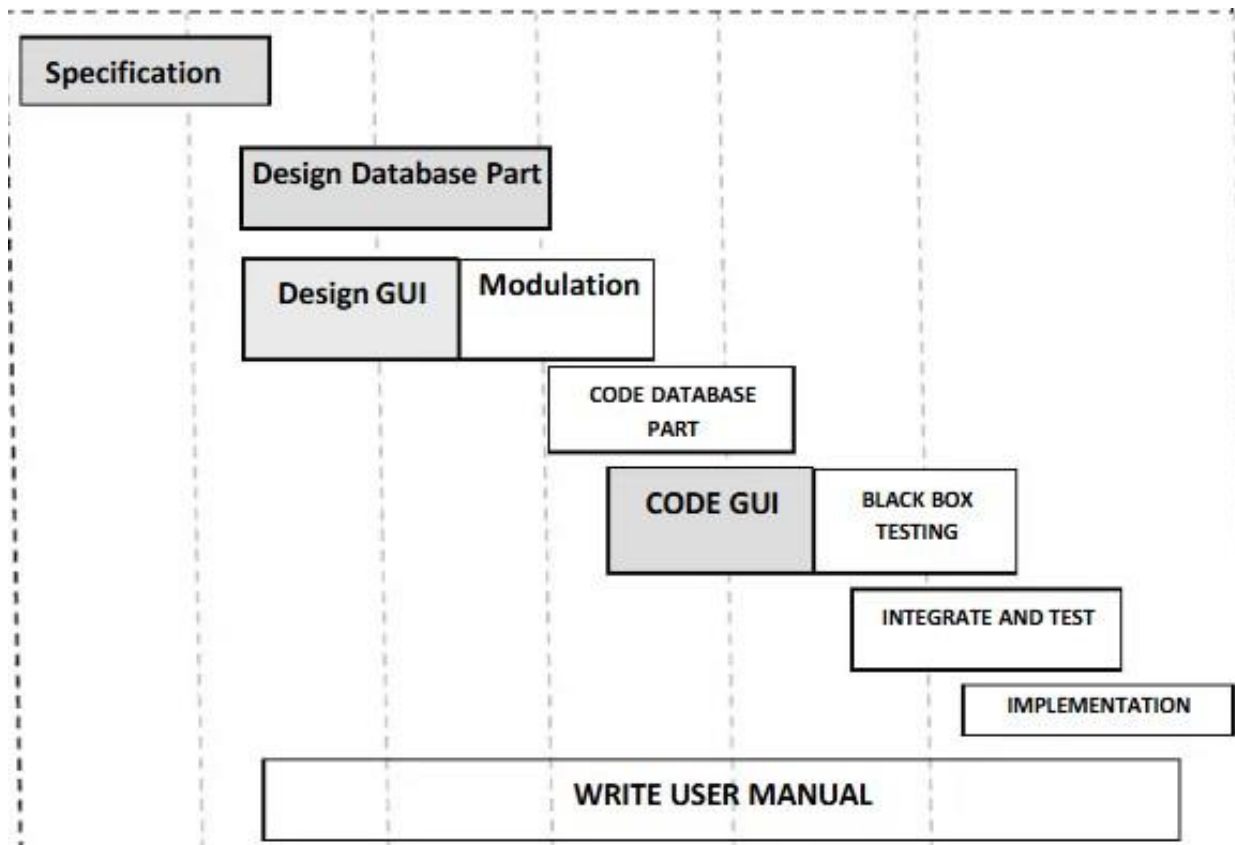 Specification
Design Database Part
Design GUI
Modulation
CODE DATABASE
PART
CODE GUI
BLACK BOX
TESTING
INTEGRATE AND TEST
IMPLEMENTATION
WRITE USER MANUAL